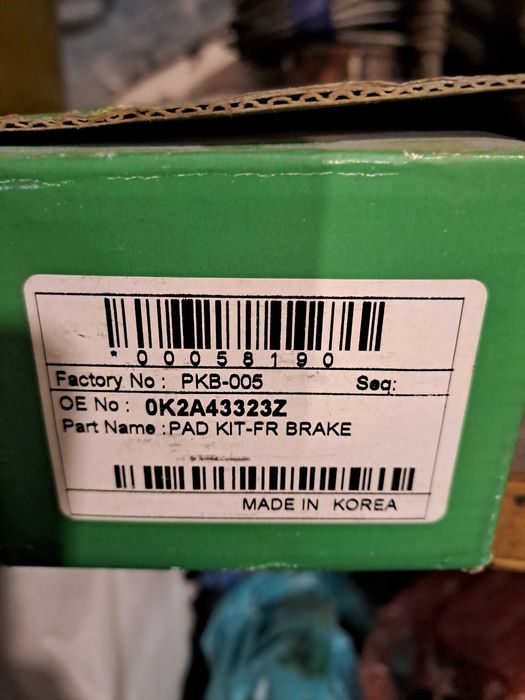 *00058190
Factory No : PKB-005 Seq:
OE No : 0K2A43323Z
Part Name :PAD KIT-FR BRAKE
MADE IN KOREA